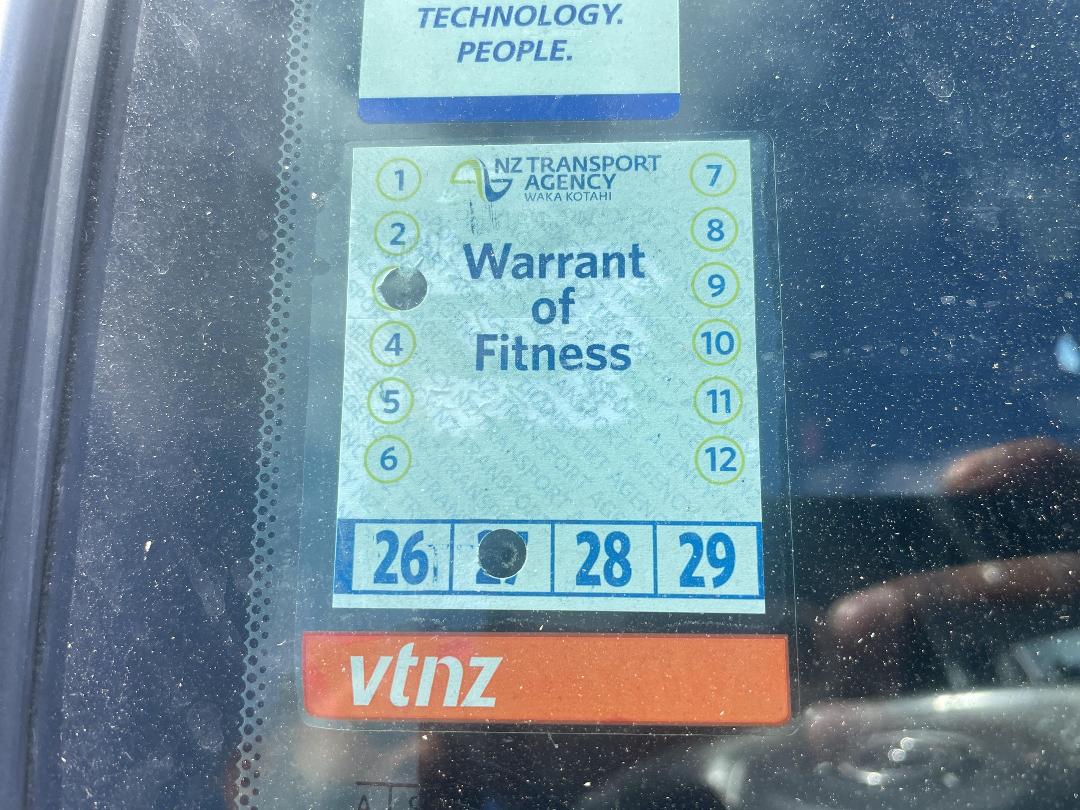 TECHNOLOGY.
PEOPLE.
NZ TRANSPORT
AGENCY
WAKA KOTAHI
Warrant
of
Fitness
1
2
4
5
6
7
8
9
10
11
12
26 28 29
vtnz